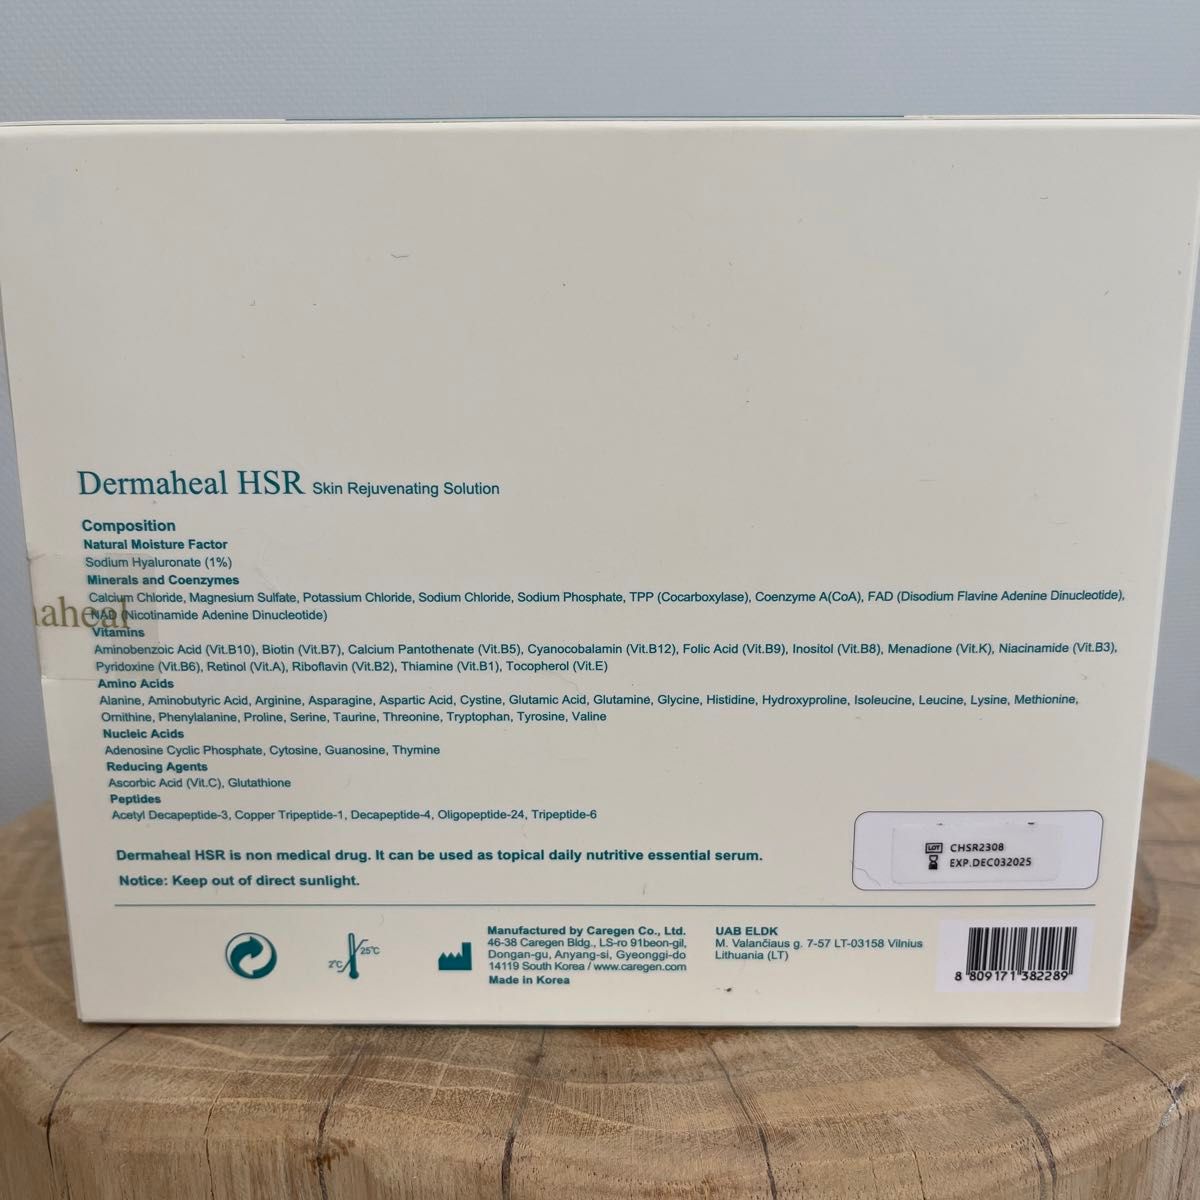 Dermaheal HSR Skin Rejuvenating Solution
Composition
Natural Moisture Factor
Sodium Hyaluronate (1%)
Minerals and Coenzymes
Calcium Chloride, Magnesium Sulfate, Potassium Chloride, Sodium Chloride, Sodium Phosphate, TPP (Cocarboxylase), Coenzyme A(CoA), FAD (Disodium Flavine Adenine Dinucleotide),
NAD (Nicotinamide Adenine Dinucleotide)
aheal
Vitamins
Aminobenzoic Acid (Vit.B10), Biotin (Vit.B7), Calcium Pantothenate (Vit.B5), Cyanocobalamin (Vit.B12), Folic Acid (Vit.B9), Inositol (Vit.B8), Menadione (Vit.K), Niacinamide (Vit.B3),
Pyridoxine (Vit.B6), Retinol (Vit.A), Riboflavin (Vit.B2), Thiamine (Vit.B1), Tocopherol (Vit.E)
Amino Acids
Alanine, Aminobutyric Acid, Arginine, Asparagine, Aspartic Acid, Cystine, Glutamic Acid, Glutamine, Glycine, Histidine, Hydroxyproline, Isoleucine, Leucine, Lysine, Methionine,
Ornithine, Phenylalanine, Proline, Serine, Taurine, Threonine, Tryptophan, Tyrosine, Valine
Nucleic Acids
Adenosine Cyclic Phosphate, Cytosine, Guanosine, Thymine
Reducing Agents
Ascorbic Acid (Vit.C), Glutathione
Peptides
Acetyl Decapeptide-3, Copper Tripeptide-1, Decapeptide-4, Oligopeptide-24, Tripeptide-6
Dermaheal HSR is non medical drug. It can be used as topical daily nutritive essential serum.
Notice: Keep out of direct sunlight.
LOT CHSR2308
EXP.DEC032025
25℃
2℃
Manufactured by Caregen Co., Ltd.
46-38 Caregen Bldg., LS-ro 91beon-gil,
Dongan-gu, Anyang-si, Gyeonggi-do
14119 South Korea / www.caregen.com
Made in Korea
UAB ELDK
M. Valančiaus g. 7-57 LT-03158 Vilnius
Lithuania (LT)
8 809171 382289